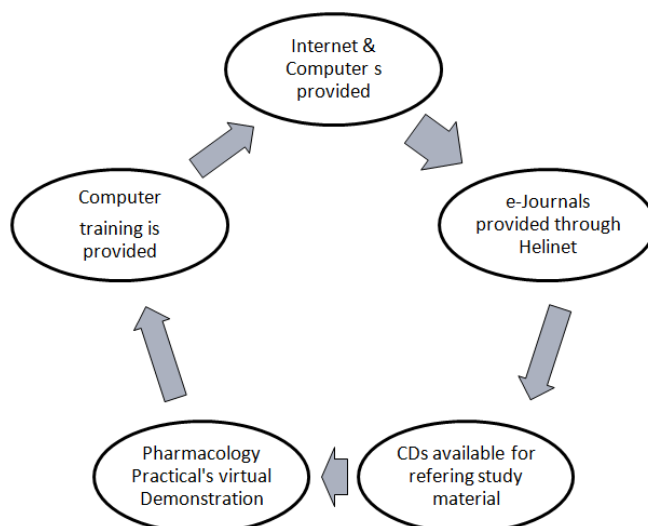 Internet &
Computer s
provided
e-Journals
provided through
Helinet
CDs available for
refering study
material
Pharmacology
Practical's virtual
Demonstration
Computer
training is
provided